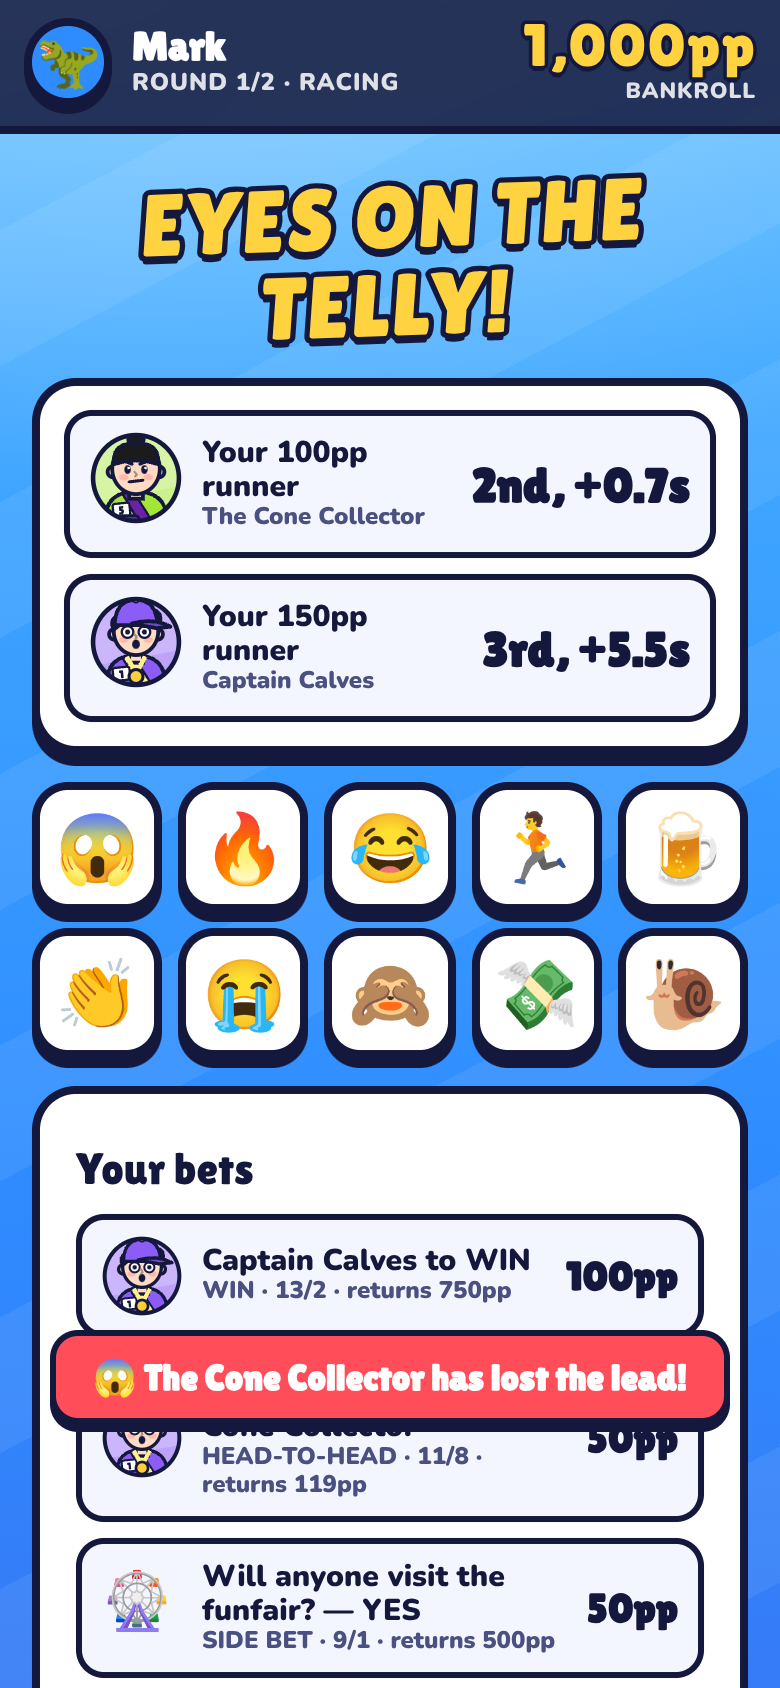 Mark
ROUND 1/2 · RACING
1,000pp
BANKROLL
EYES ON THE
TELLY!
Your 100pp
runner
The Cone Collector
2nd, +0.7s
Your 150pp
runner
Captain Calves
3rd, +5.5s
Your bets
Captain Calves to WIN
WIN · 13/2 · returns 750pp
100pp
😱 The Cone Collector has lost the lead!
Cone Collector
HEAD-TO-HEAD · 11/8 ·
returns 119pp
50pp
Will anyone visit the
funfair? — YES
SIDE BET · 9/1 · returns 500pp
50pp